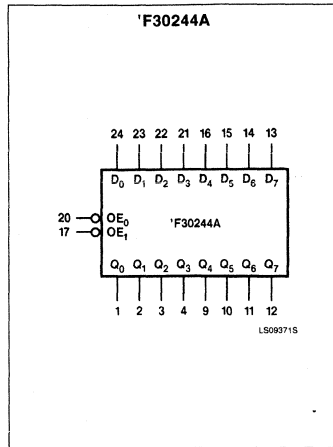 'F30244A
24 23 22 21 16 15 14 13
D0 D1 D2 D3 D4 D5 D6 D7
20 OE0
'F30244A
17 OE1
Q0 Q1 Q2 Q3 Q4 Q5 Q6 Q7
1 2 3 4 9 10 11 12
LS09371S